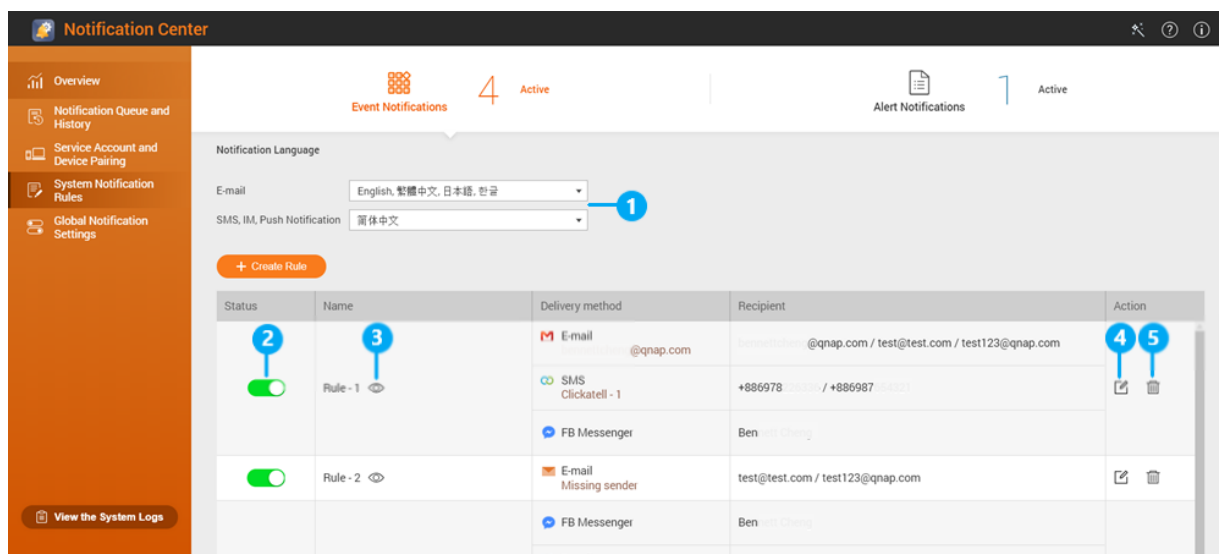 Notification Center
Overview
Notification Queue and
History
Service Account and
Device Pairing
System Notification
Rules
Global Notification
Settings
View the System Logs
Event Notifications
4
Active
Alert Notifications
1
Active
Notification Language
E-mail
English, 繁體中文, 日本語, 한글
1
SMS, IM, Push Notification
简体中文
+ Create Rule
Status Name Delivery method Recipient Action
2
3
4
5
Rule - 1
E-mail
@qnap.com
@qnap.com / test@test.com / test123@qnap.com
SMS
Clickatell - 1
+886978 / +886987
FB Messenger
Ben
Rule - 2
E-mail
Missing sender
test@test.com / test123@qnap.com
FB Messenger
Ben